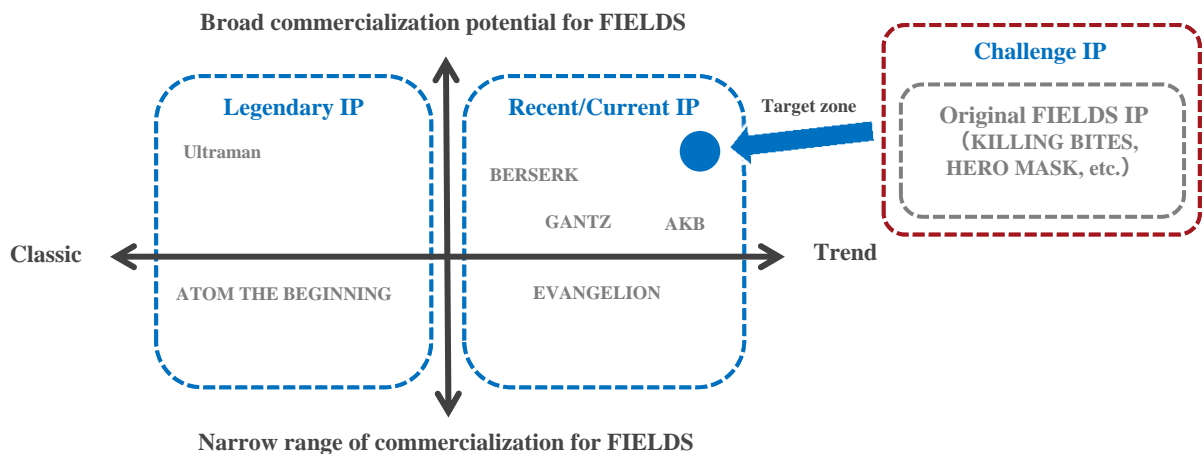 Broad commercialization potential for FIELDS
Challenge IP
Original FIELDS IP
（KILLING BITES,
HERO MASK, etc.）
Legendary IP
Recent/Current IP
Target zone
Ultraman
BERSERK
GANTZ
AKB
Classic
Trend
ATOM THE BEGINNING
EVANGELION
Narrow range of commercialization for FIELDS